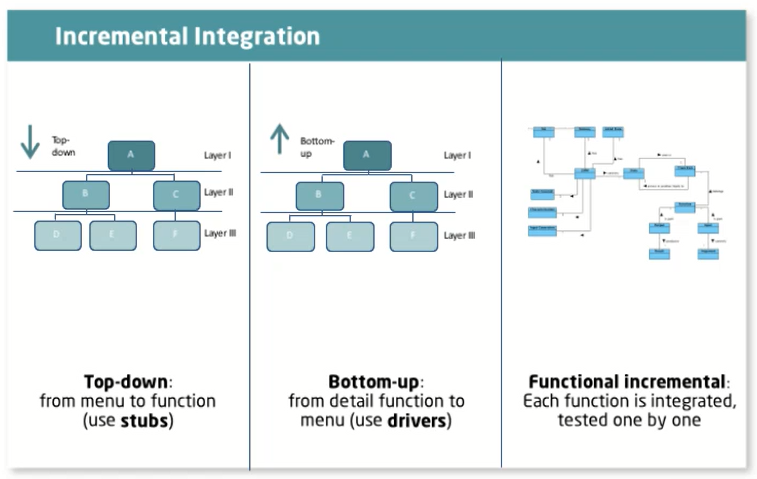 Incremental Integration
Top-
down
A
Layer I
B
C
Layer II
D
E
F
Layer III
Bottom-
up
A
Layer I
B
C
Layer II
D
E
F
Layer III
Top-down:
from menu to function
(use stubs)
Bottom-up:
from detail function to
menu (use drivers)
Functional incremental:
Each function is integrated,
tested one by one